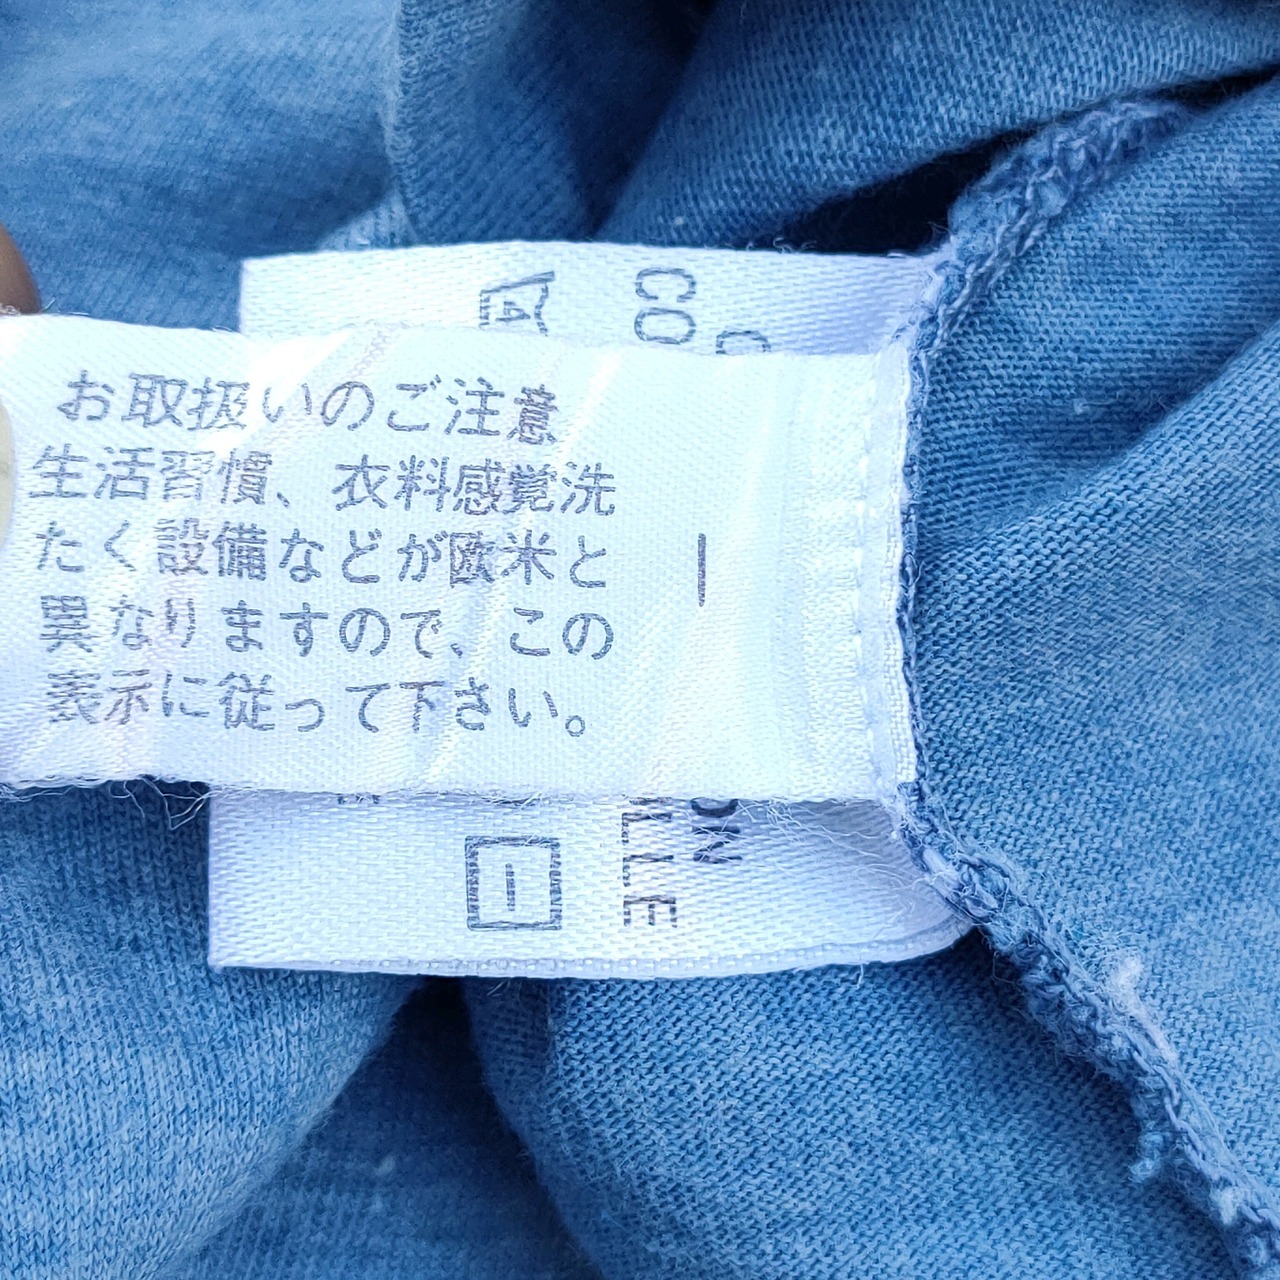 お取扱いのご注意
生活習慣、衣料感覚洗
たく設備などが欧米と
異なりますので、この
表示に従って下さい。
CO